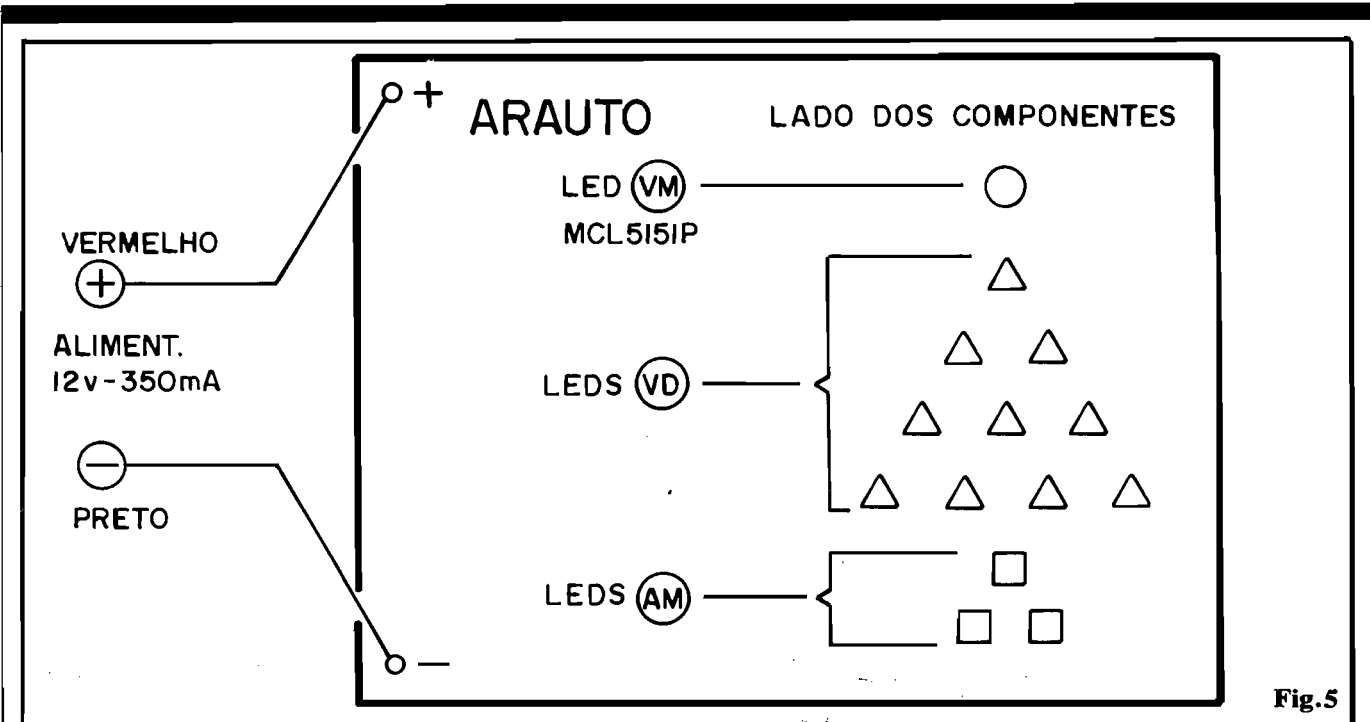 +
ARAUTO
LADO DOS COMPONENTES
LED VM
MCL5151P
VERMELHO
+
ALIMENT.
12v-350mA
LEDS VD
−
PRETO
LEDS AM
−
Fig.5